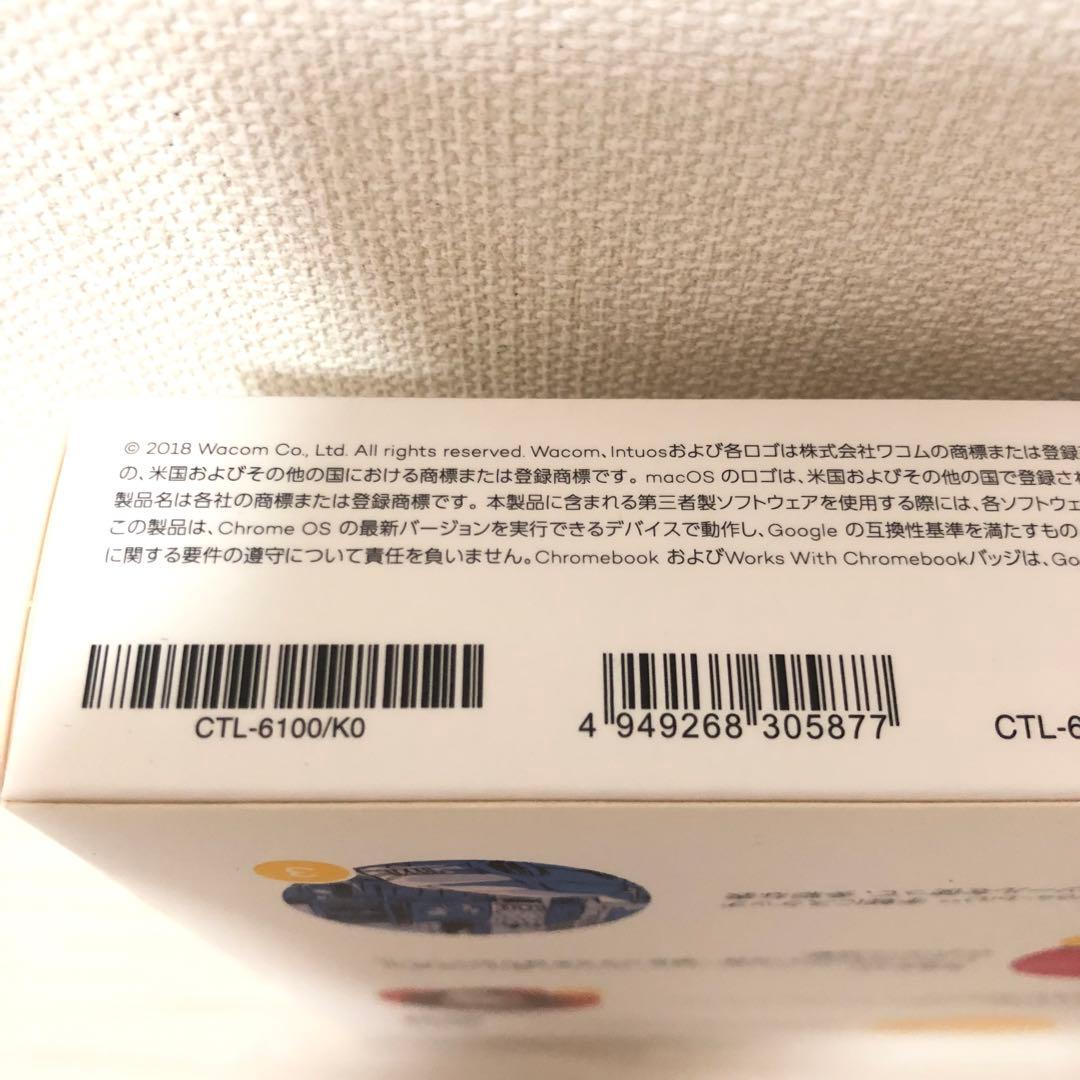 © 2018 Wacom Co., Ltd. All rights reserved. Wacom、Intuosおよび各ロゴは株式会社ワコムの商標または登録
の、米国およびその他の国における商標または登録商標です。macOS のロゴは、米国およびその他の国で登録され
製品名は各社の商標または登録商標です。本製品に含まれる第三者製ソフトウェアを使用する際には、各ソフトウェ
この製品は、Chrome OS の最新バージョンを実行できるデバイスで動作し、Google の互換性基準を満たすもの
に関する要件の遵守について責任を負いません。Chromebook およびWorks With Chromebookバッジは、Go
CTL-6100/K0
4 949268 305877
CTL-6
3